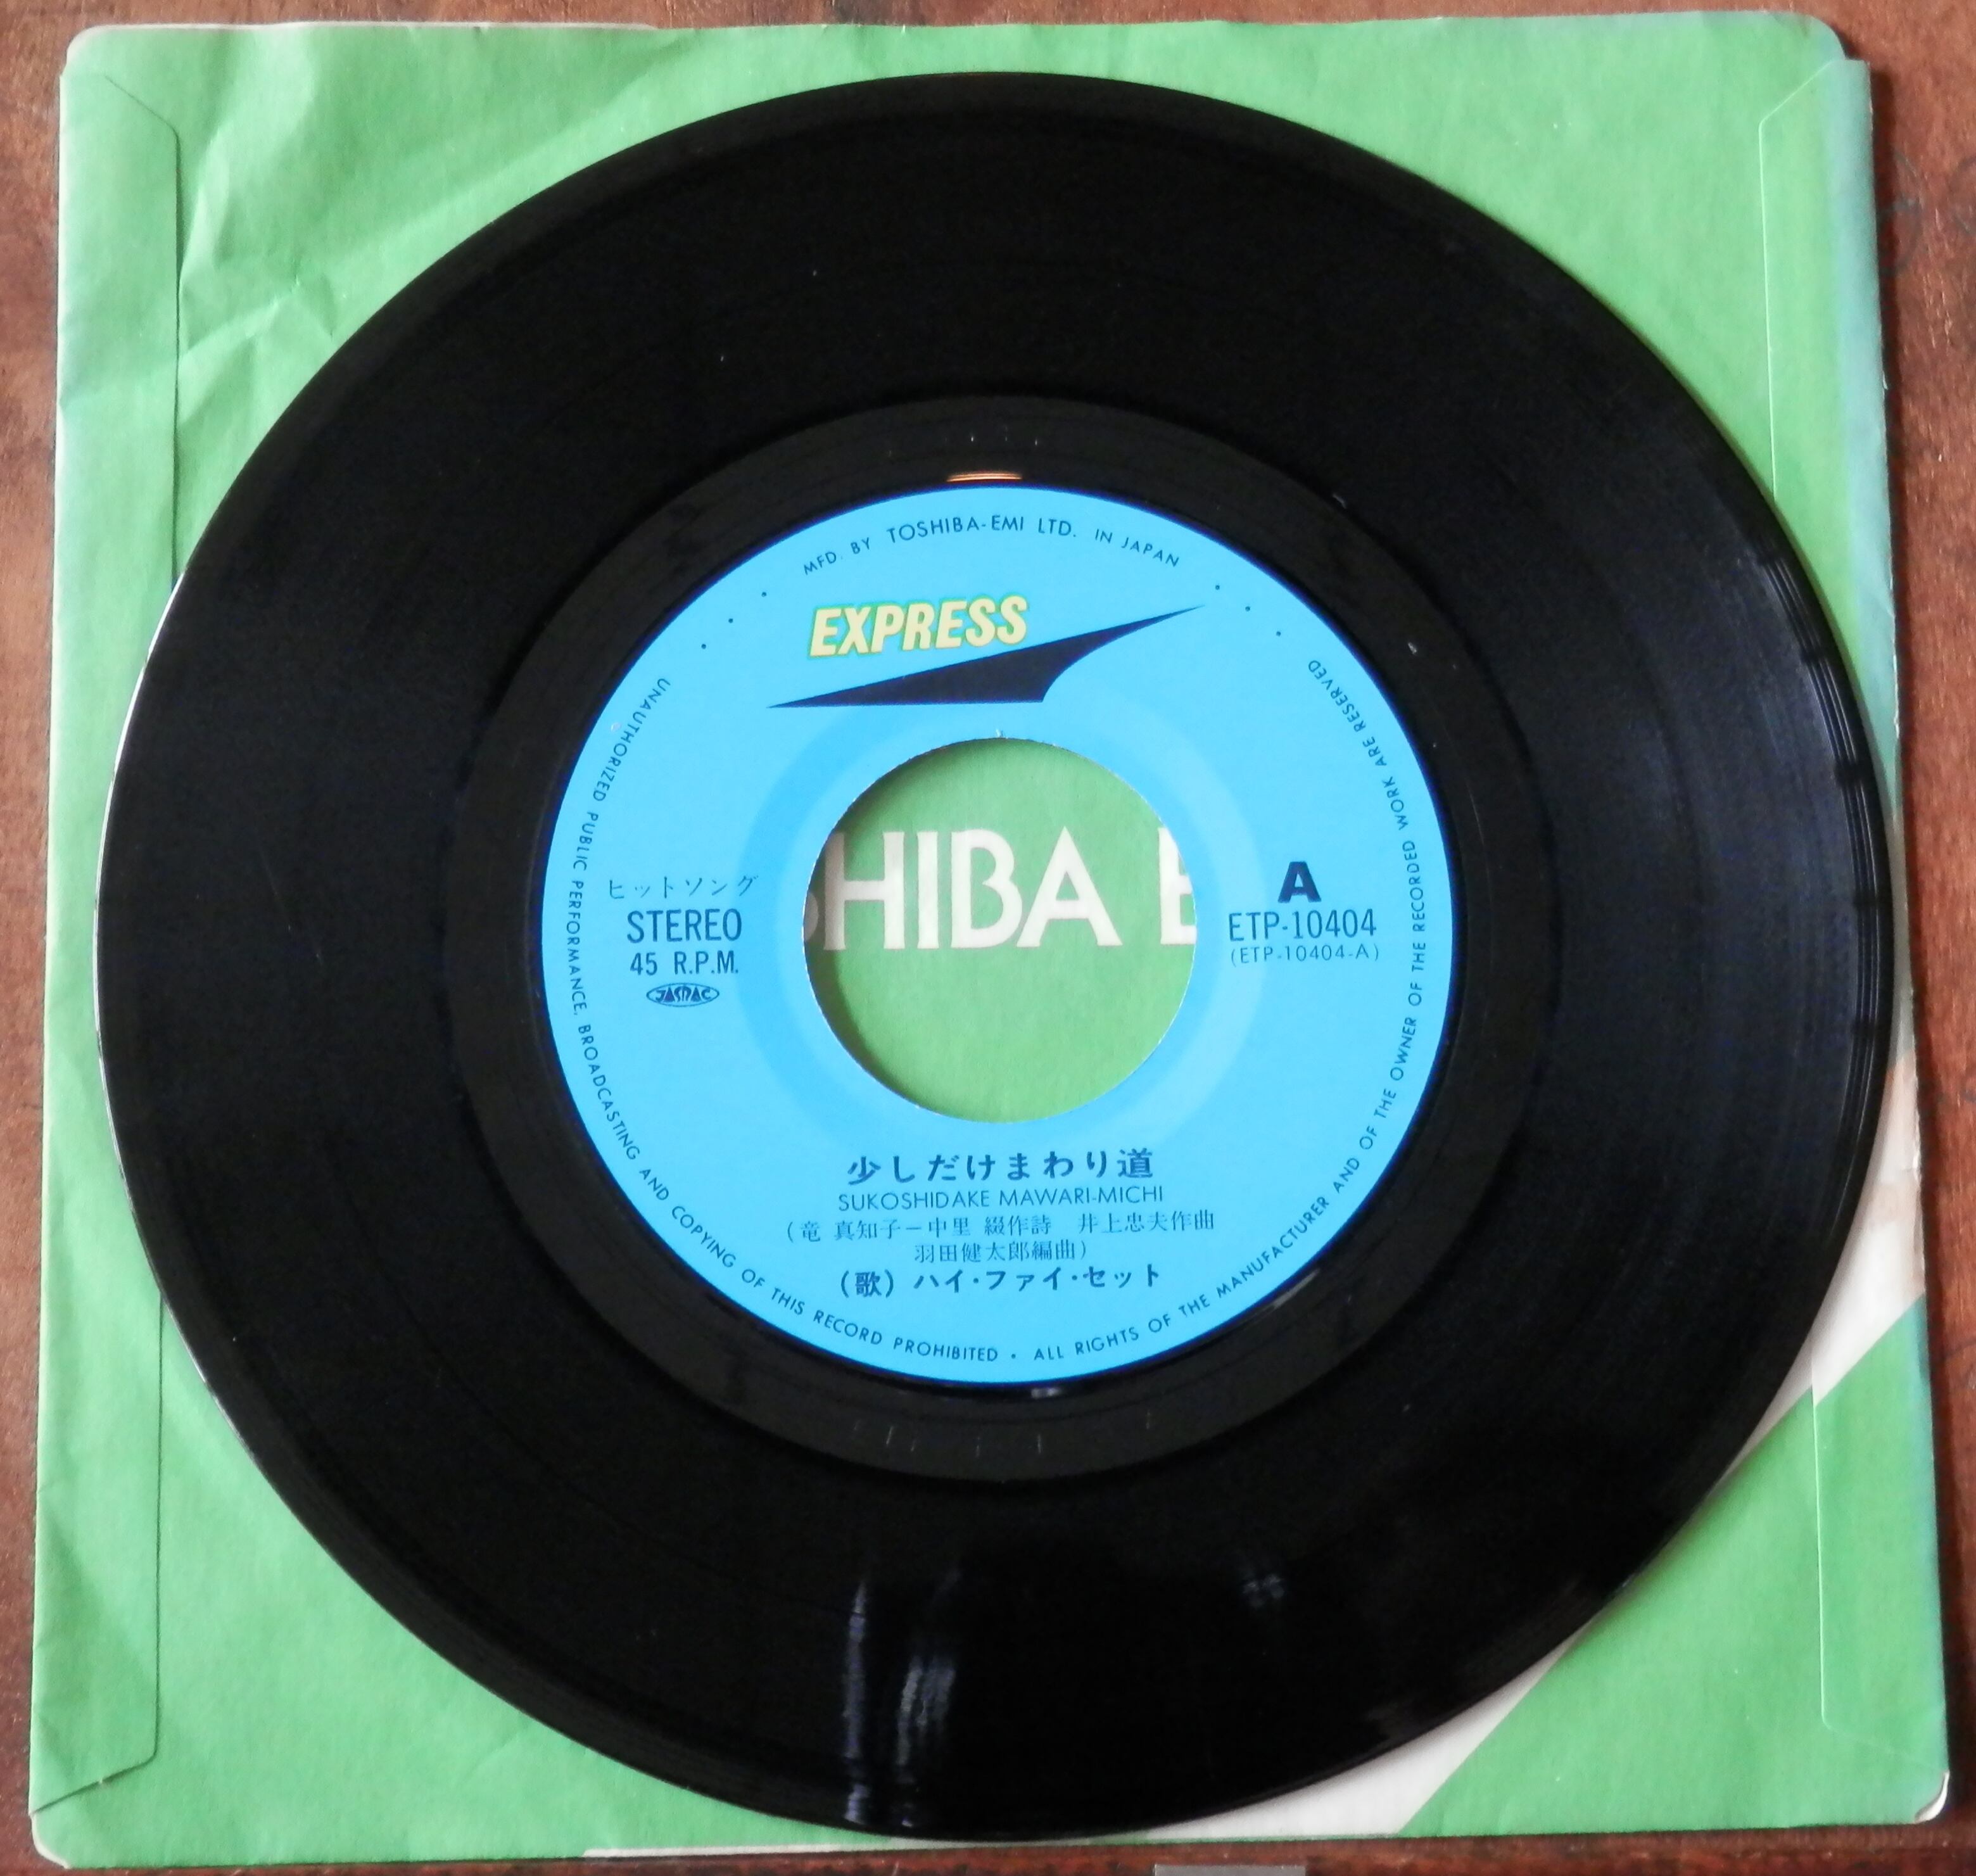 MFD. BY TOSHIBA-EMI LTD. IN JAPAN
EXPRESS
ヒットソング
STEREO
45 R.P.M.
JASRAC
HIBA
A
ETP-10404
(ETP-10404-A)
少しだけまわり道
SUKOSHIDAKE MAWARI-MICHI
(竜 真知子－中里 綴作詩 井上忠夫作曲
羽田健太郎編曲)
(歌) ハイ・ファイ・セット
UNAUTHORIZED PUBLIC PERFORMANCE, BROADCASTING AND COPYING OF THIS RECORD PROHIBITED • ALL RIGHTS OF THE MANUFACTURER AND OF THE OWNER OF THE RECORDED WORK ARE RESERVED